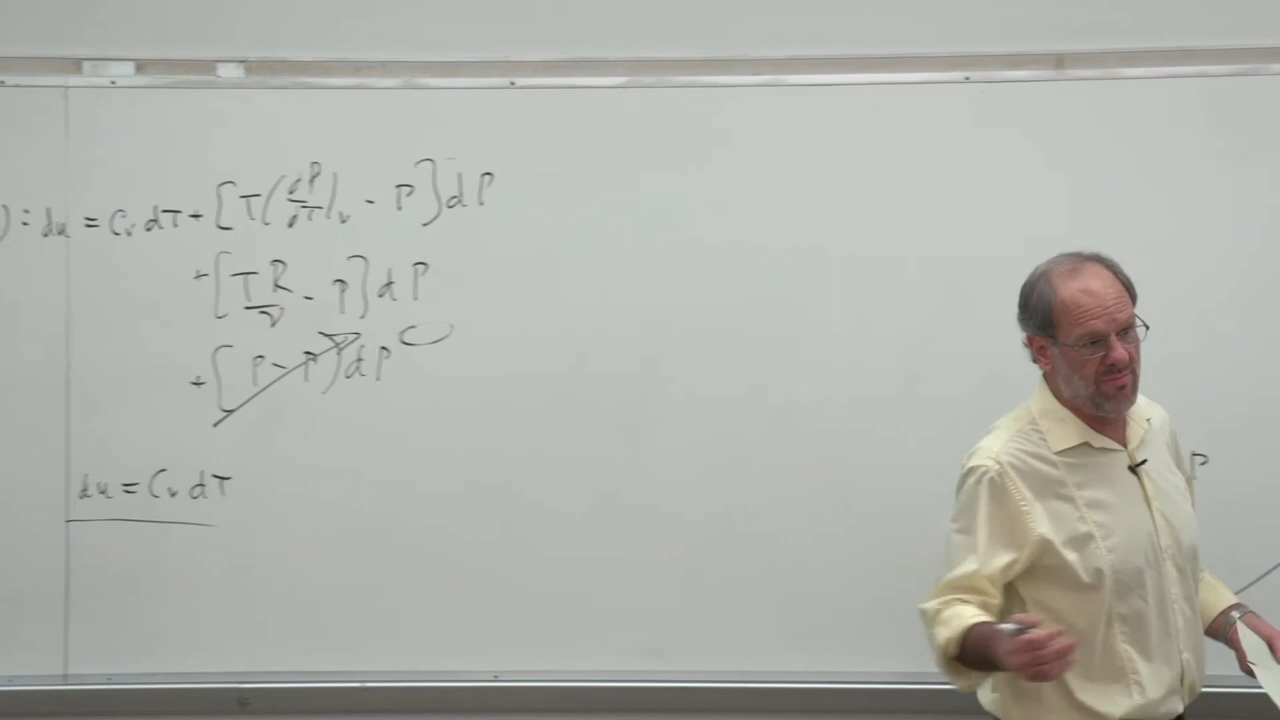 ) : du = Cv dT + [T(∂P/∂T)v - P] dP
+ [TR/v - P] dP
+ [P - P] dP
du = Cv dT
P